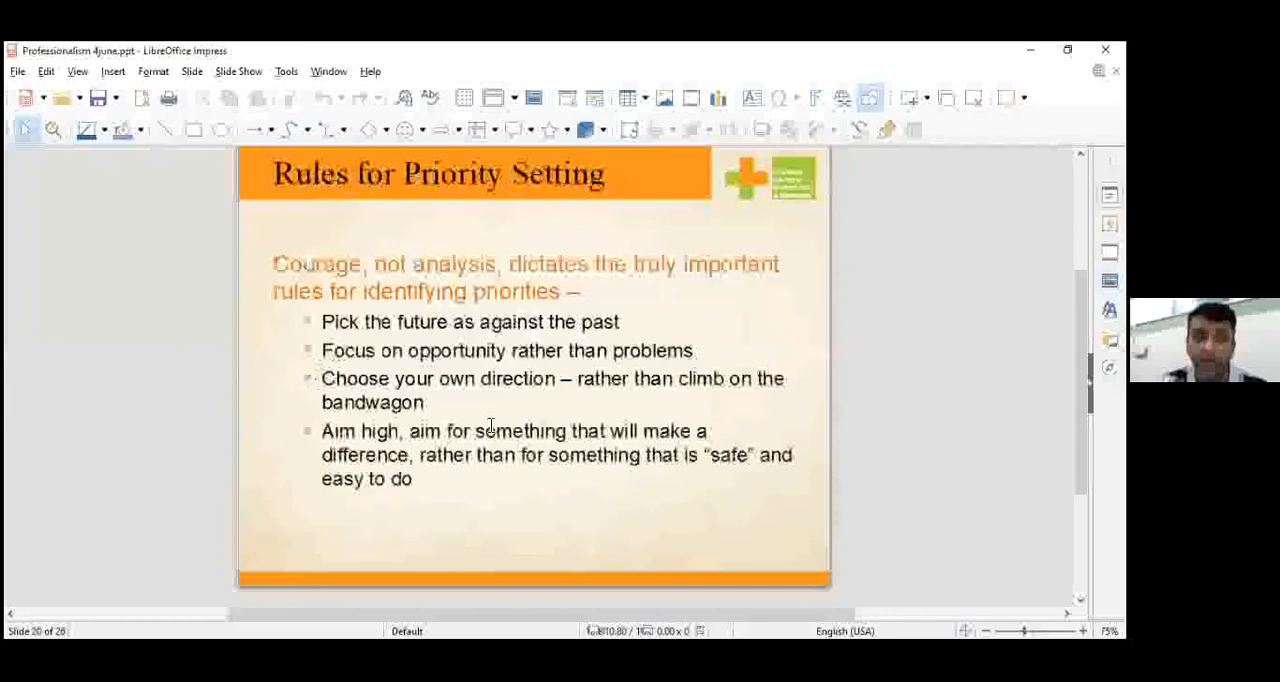 Professionalism 4june.ppt - LibreOffice Impress
File Edit View Insert Format Slide Slide Show Tools Window Help
Rules for Priority Setting
Courage, not analysis, dictates the truly important
rules for identifying priorities –
Pick the future as against the past
Focus on opportunity rather than problems
Choose your own direction – rather than climb on the
bandwagon
Aim high, aim for something that will make a
difference, rather than for something that is “safe” and
easy to do
Slide 20 of 26 Default 0.00 x 0 English (USA) 75%